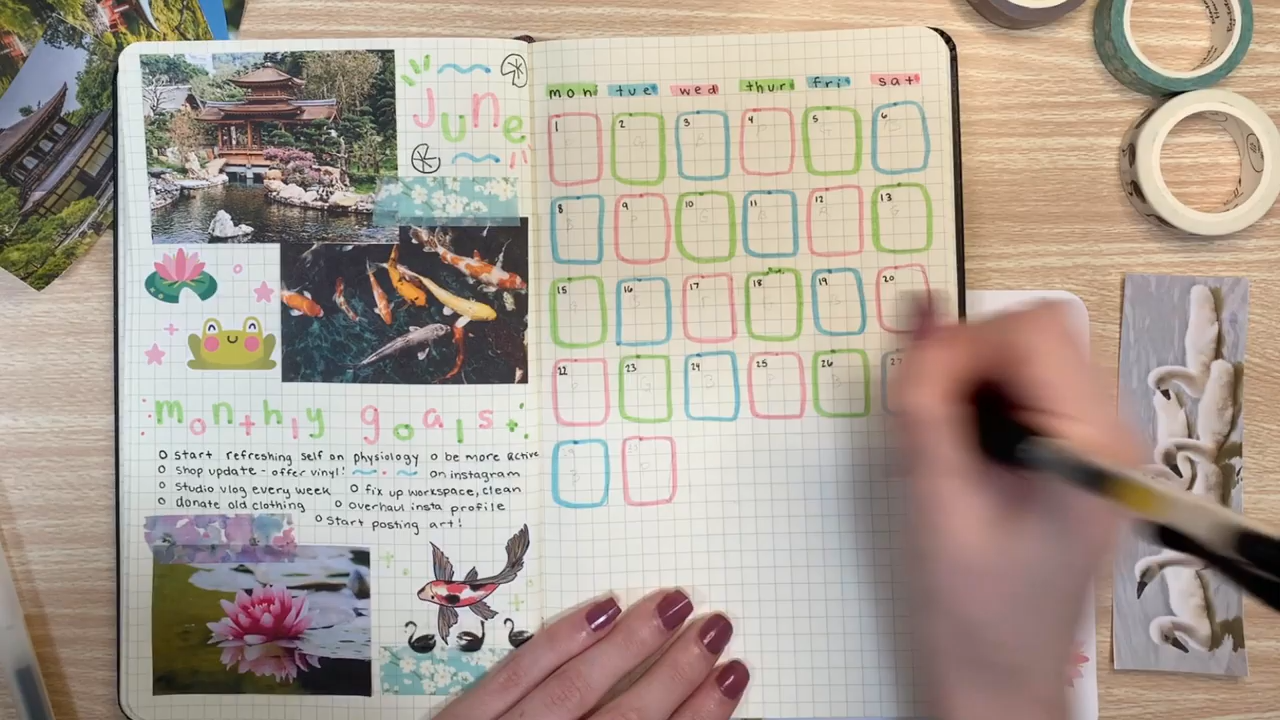 June
monthly goals
start refreshing self on physiology
shop update - offer vinyl!
studio vlog every week
donate old clothing
be more active on instagram
fix up workspace, clean
overhaul insta profile
start posting art!
mon tue wed thur fri sat
1 2 3 4 5 6
8 9 10 11 12 13
15 16 17 18 19 20
22 23 24 25 26 27